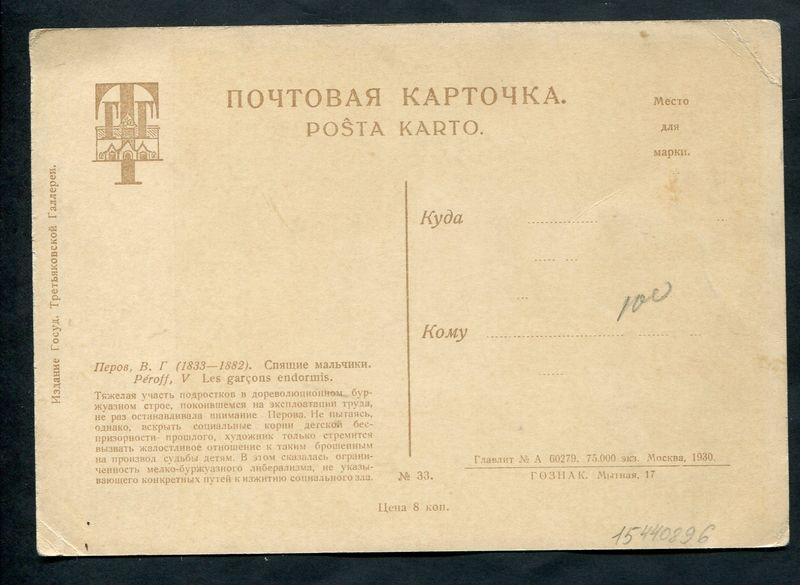 ПОЧТОВАЯ КАРТОЧКА.
POŜTA KARTO.
Место
для
марки.
Издание Госуд. Третьяковской Галлереи.
Куда
100
Кому
Перов, В. Г (1833—1882). Спящие мальчики.
Péroff, V Les garçons endormis.
Тяжелая участь подростков в дореволюционном бур-
жуазном строе, покоившемся на эксплоатации труда,
не раз останавливала внимание Перова. Не пытаясь,
однако, вскрыть социальные корни детской бес-
призорности прошлого, художник только стремится
вызвать жалостливое отношение к таким брошенным
на произвол судьбы детям. В этом сказалась ограни-
ченность мелко-буржуазного либерализма, не указы-
вающего конкретных путей к изжитию социального зла.
№ 33.
Цена 8 коп.
Главлит № А 60279. 75.000 экз. Москва, 1930.
ГОЗНАК. Мытная, 17
15440896